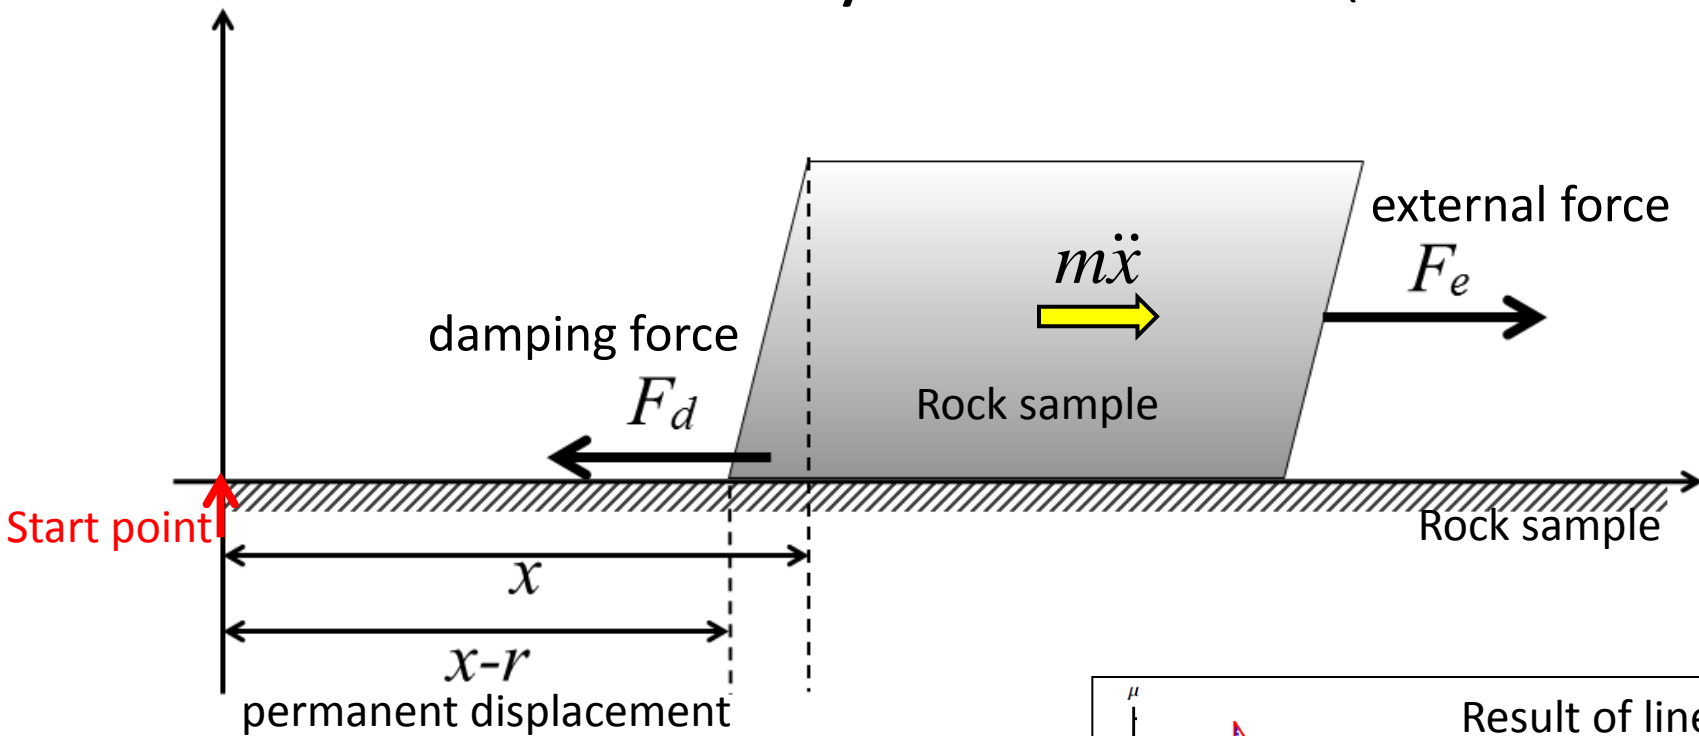 external force
mẍ
Fe
damping force
Fd
Rock sample
Start point
Rock sample
x
x-r
permanent displacement
μ
Result of line